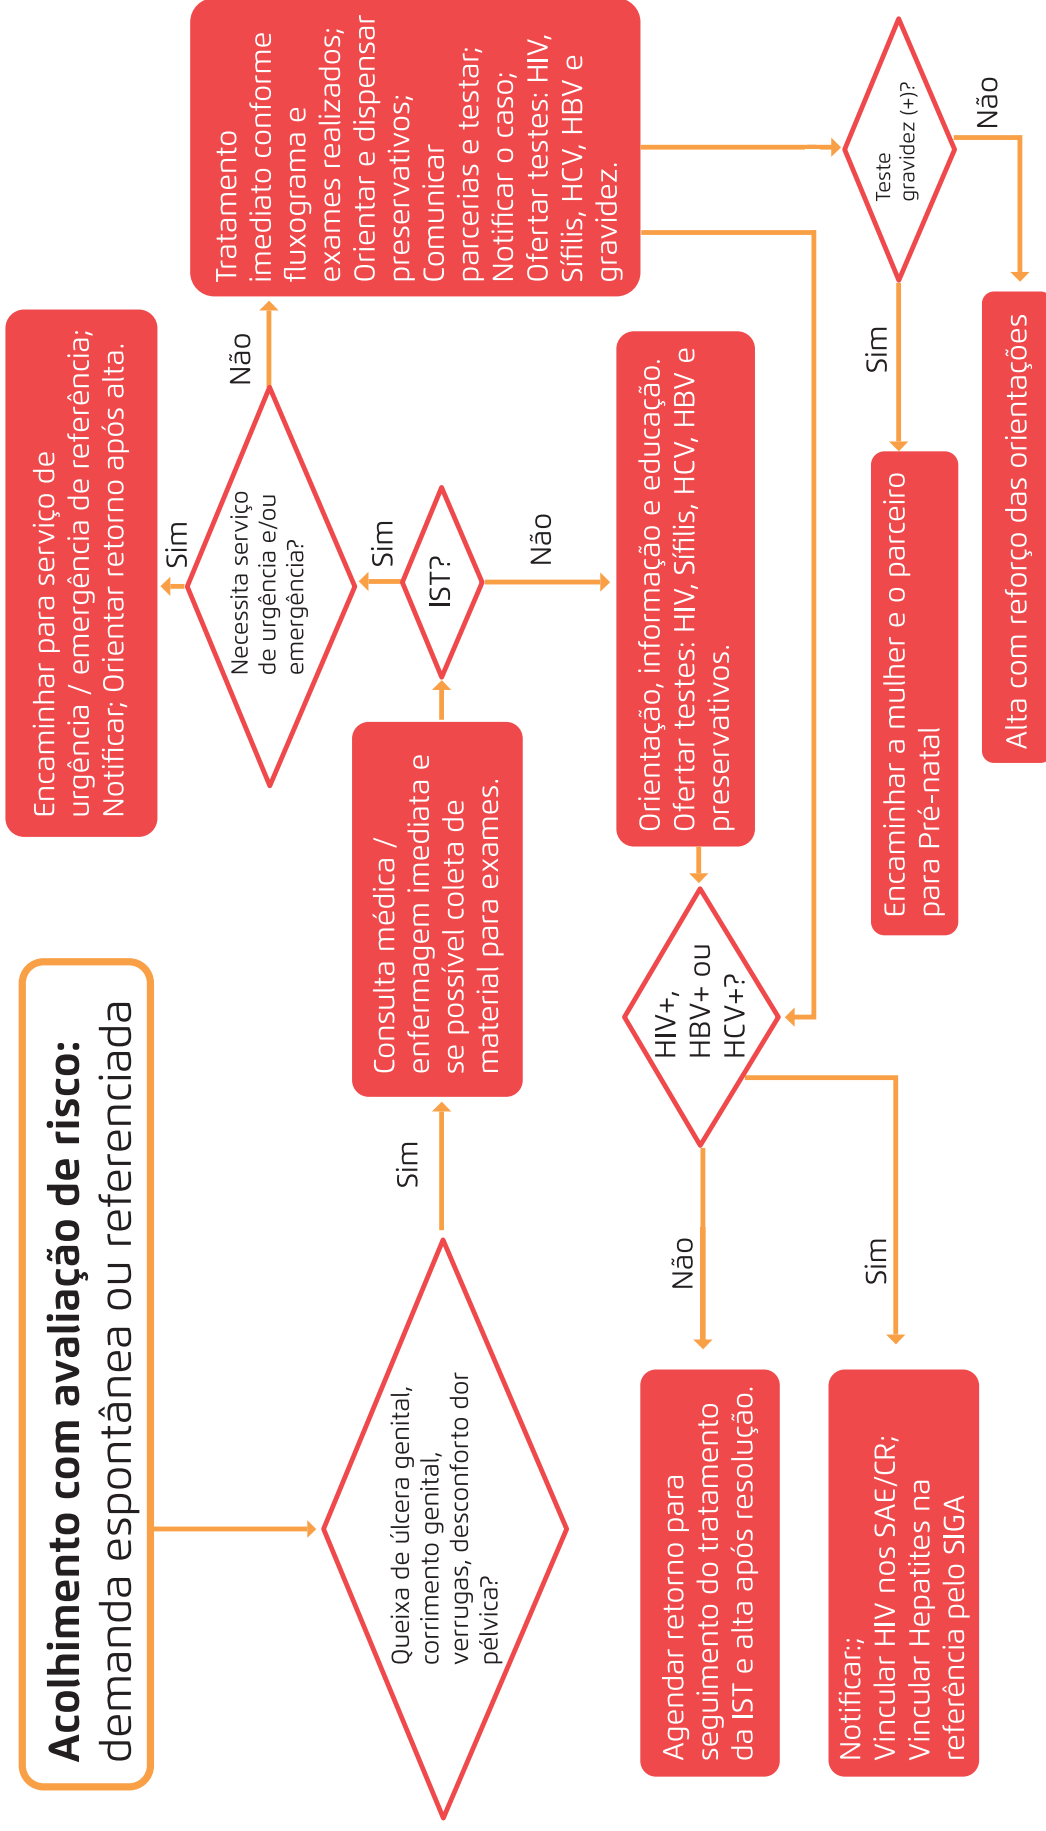 Acolhimento com avaliação de risco:
demanda espontânea ou referenciada
Queixa de úlcera genital,
corrimento genital,
verrugas, desconforto dor
pélvica?
Sim
Consulta médica /
enfermagem imediata e
se possível coleta de
material para exames.
IST?
Sim
Necessita serviço
de urgência e/ou
emergência?
Sim
Encaminhar para serviço de
urgência / emergência de referência;
Notificar; Orientar retorno após alta.
Não
Tratamento
imediato conforme
fluxograma e
exames realizados;
Orientar e dispensar
preservativos;
Comunicar
parcerias e testar;
Notificar o caso;
Ofertar testes: HIV,
Sífilis, HCV, HBV e
gravidez.
Não
Orientação, informação e educação.
Ofertar testes: HIV, Sífilis, HCV, HBV e
preservativos.
HIV+,
HBV+ ou
HCV+?
Não
Agendar retorno para
seguimento do tratamento
da IST e alta após resolução.
Sim
Notificar:;
Vincular HIV nos SAE/CR;
Vincular Hepatites na
referência pelo SIGA
Teste
gravidez (+)?
Sim
Encaminhar a mulher e o parceiro
para Pré-natal
Não
Alta com reforço das orientações